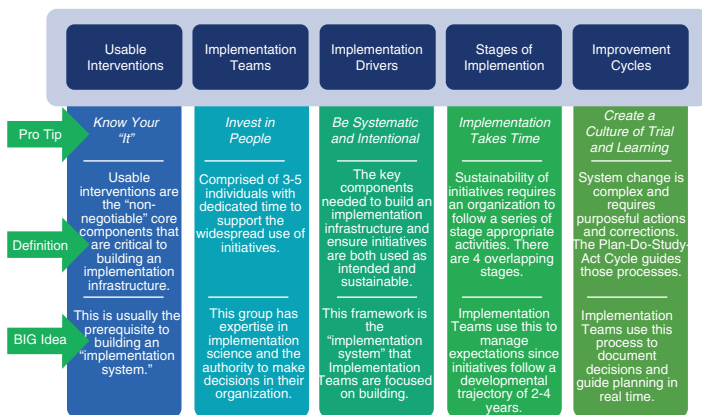 Usable
Interventions
Implementation
Teams
Implementation
Drivers
Stages of
Implemention
Improvement
Cycles
Pro Tip
Know Your
"It"
Invest in
People
Be Systematic
and Intentional
Implementation
Takes Time
Create a
Culture of Trial
and Learning
Definition
Usable
interventions are
the "non-
negotiable" core
components that
are critical to
building an
implementation
infrastructure.
Comprised of 3-5
individuals with
dedicated time to
support the
widespread use of
initiatives.
The key
components
needed to build an
implementation
infrastructure and
ensure initiatives
are both used as
intended and
sustainable.
Sustainability of
initiatives requires
an organization to
follow a series of
stage appropriate
activities. There
are 4 overlapping
stages.
System change is
complex and
requires
purposeful actions
and corrections.
The Plan-Do-Study-
Act Cycle guides
those processes.
BIG Idea
This is usually the
prerequisite to
building an
"implementation
system."
This group has
expertise in
implementation
science and the
authority to make
decisions in their
organization.
This framework is
the
"implementation
system" that
Implementation
Teams are focused
on building.
Implementation
Teams use this to
manage
expectations since
initiatives follow a
developmental
trajectory of 2-4
years.
Implementation
Teams use this
process to
document
decisions and
guide planning in
real time.